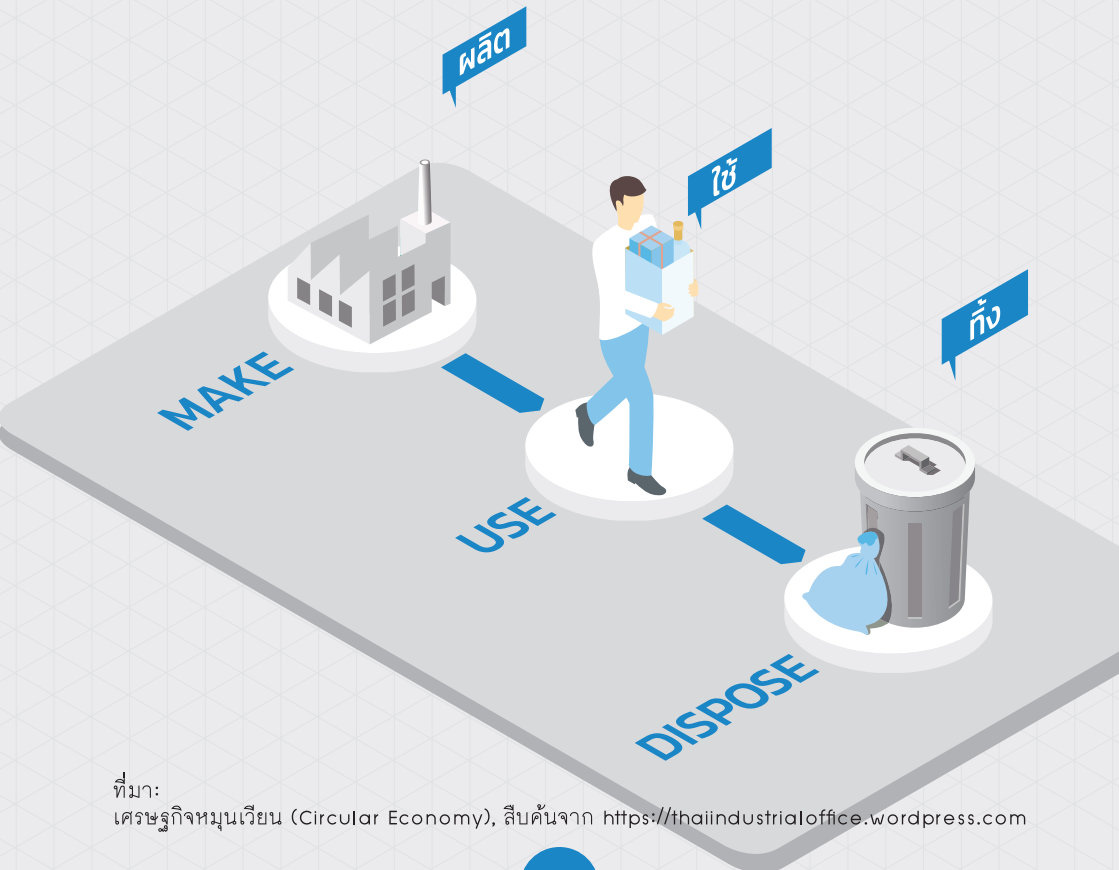 ผลิต
MAKE
ใช้
USE
ทิ้ง
DISPOSE
ที่มา:
เศรษฐกิจหมุนเวียน (Circular Economy), สืบค้นจาก https://thaiindustrialoffice.wordpress.com